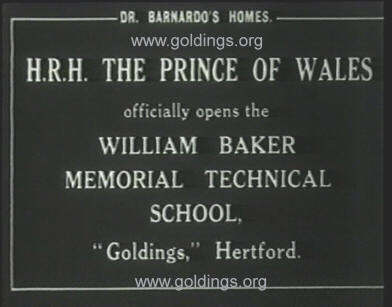 DR. BARNARDO'S HOMES.
www.goldings.org
H.R.H. THE PRINCE OF WALES
officially opens the
WILLIAM BAKER
MEMORIAL TECHNICAL
SCHOOL,
"Goldings," Hertford.
www.goldings.org